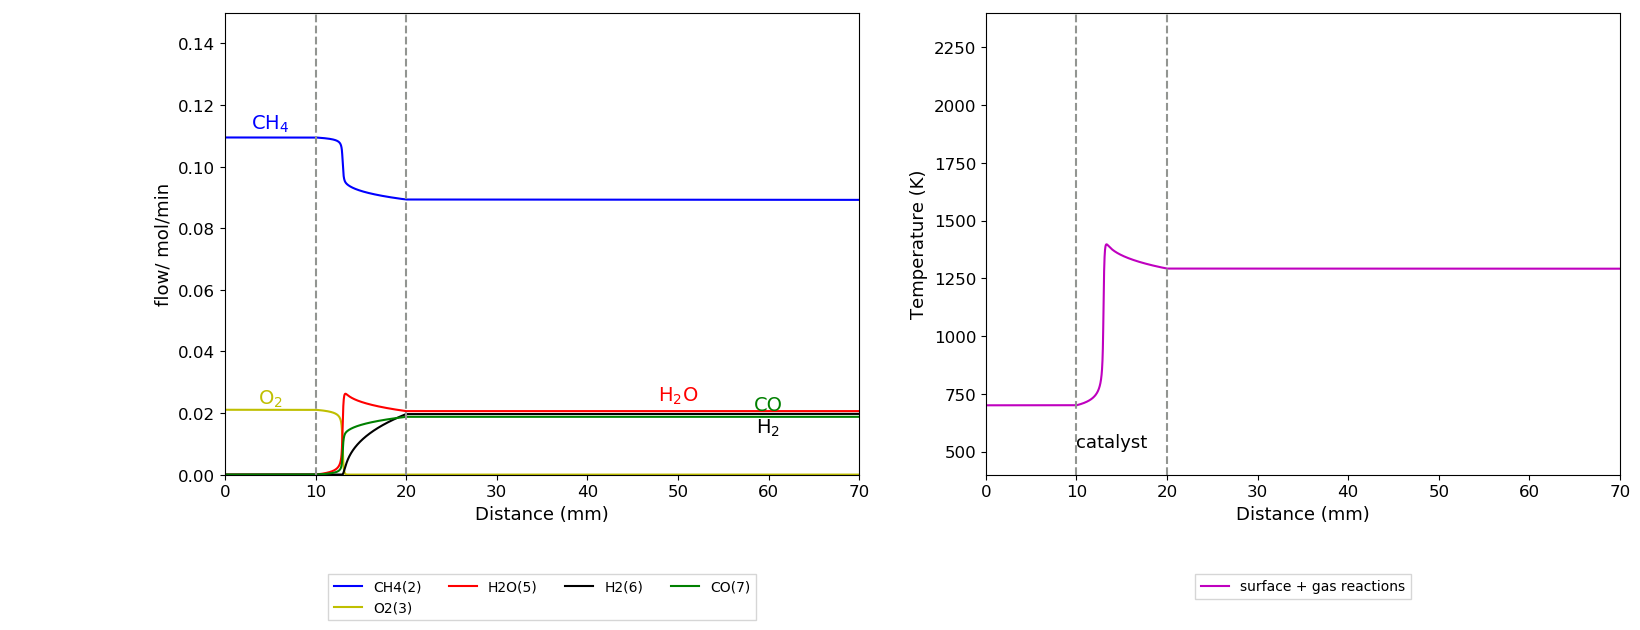 0.14
0.12
0.10
0.08
0.06
0.04
0.02
0.00
flow/ mol/min
CH₄
O₂
H₂O
CO
H₂
0 10 20 30 40 50 60 70
Distance (mm)
CH4(2) H2O(5) H2(6) CO(7)
O2(3)
2250
2000
1750
1500
1250
1000
750
500
Temperature (K)
catalyst
0 10 20 30 40 50 60 70
Distance (mm)
surface + gas reactions